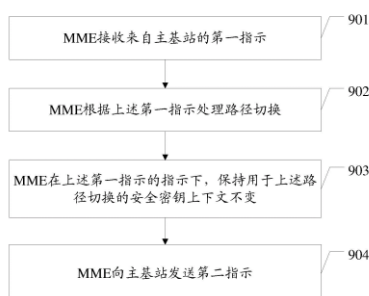 901
MME接收来自主基站的第一指示
902
MME根据上述第一指示处理路径切换
903
MME在上述第一指示的指示下，保持用于上述路
径切换的安全密钥上下文不变
904
MME向主基站发送第二指示